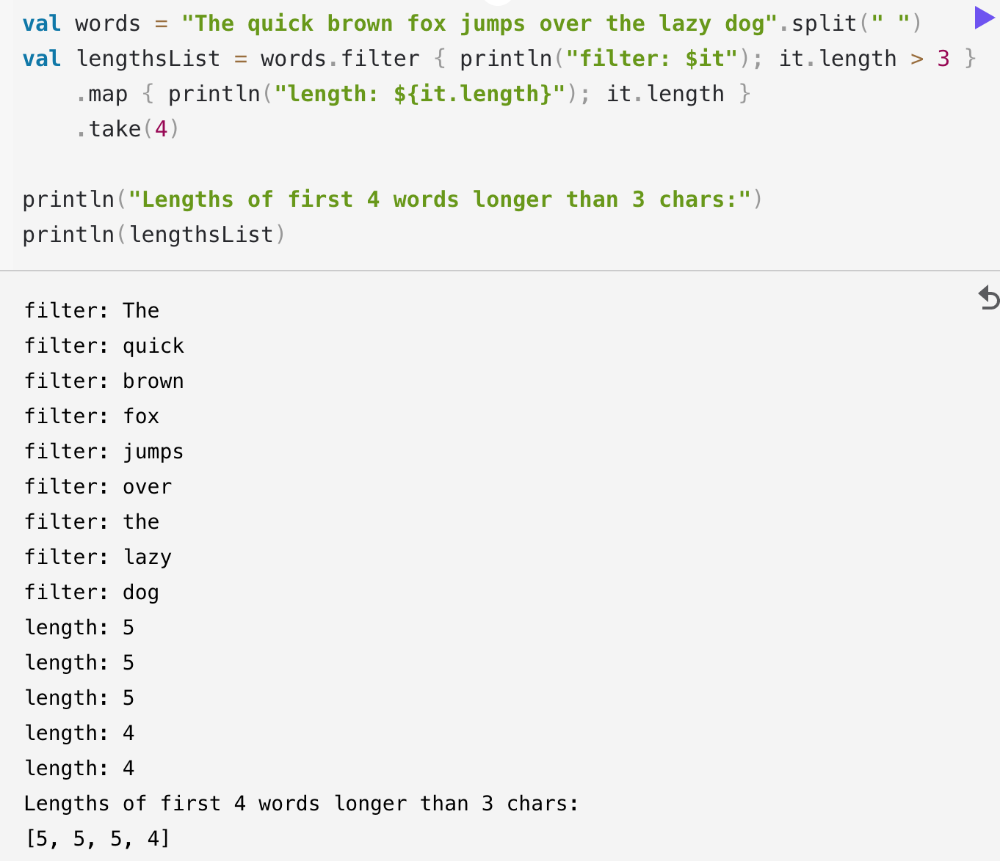 val words = "The quick brown fox jumps over the lazy dog".split(" ")
val lengthsList = words.filter { println("filter: $it"); it.length > 3 }
    .map { println("length: ${it.length}"); it.length }
    .take(4)

println("Lengths of first 4 words longer than 3 chars:")
println(lengthsList)
filter: The
filter: quick
filter: brown
filter: fox
filter: jumps
filter: over
filter: the
filter: lazy
filter: dog
length: 5
length: 5
length: 5
length: 4
length: 4
Lengths of first 4 words longer than 3 chars:
[5, 5, 5, 4]